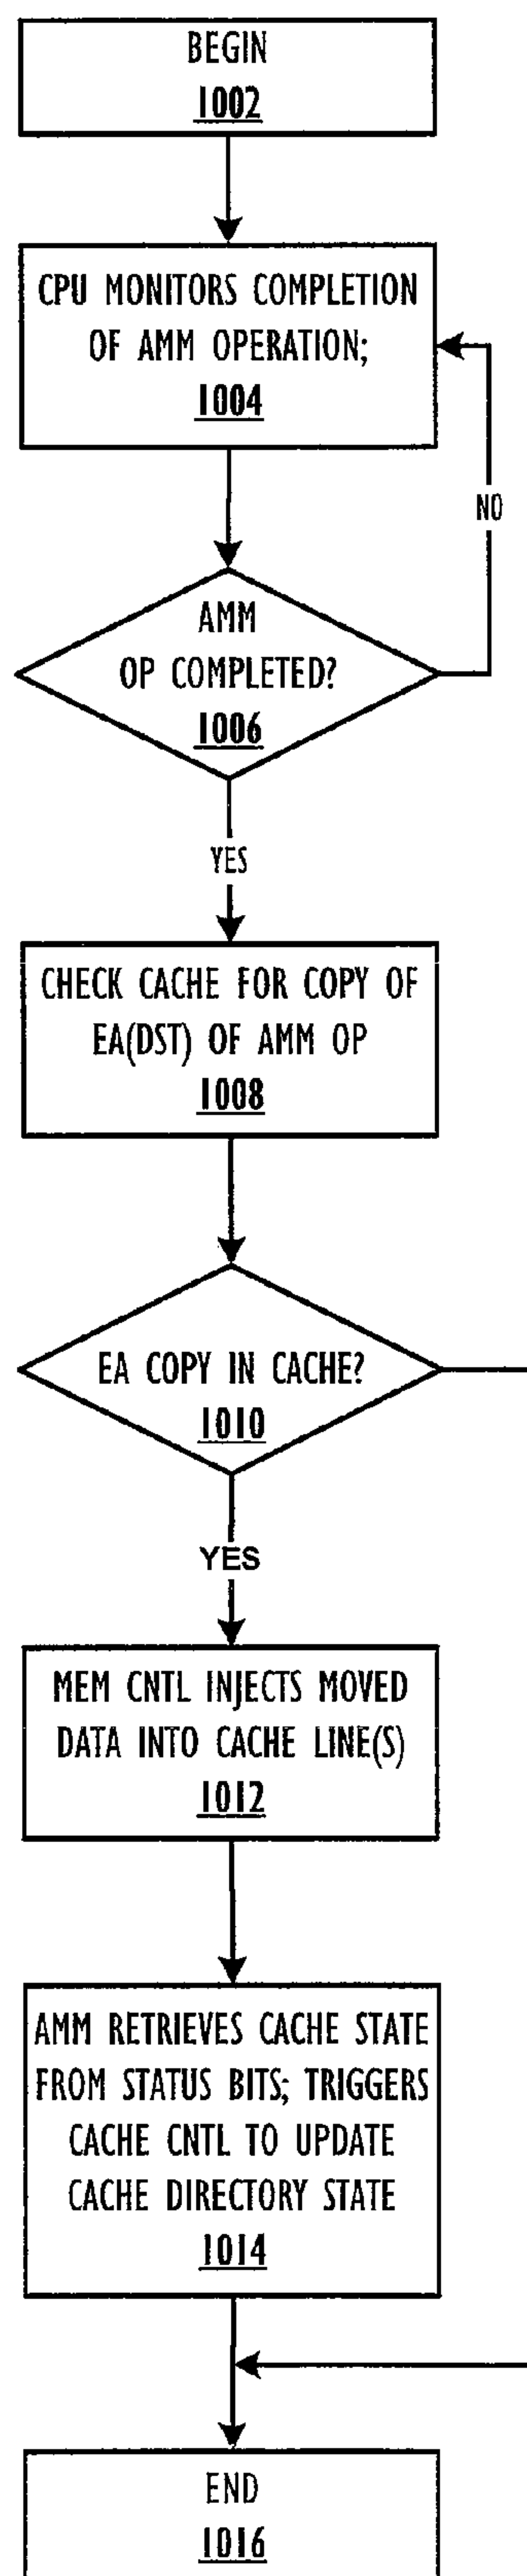 BEGIN
1002
CPU MONITORS COMPLETION
OF AMM OPERATION;
1004
NO
AMM
OP COMPLETED?
1006
YES
CHECK CACHE FOR COPY OF
EA(DST) OF AMM OP
1008
EA COPY IN CACHE?
1010
YES
MEM CNTL INJECTS MOVED
DATA INTO CACHE LINE(S)
1012
AMM RETRIEVES CACHE STATE
FROM STATUS BITS; TRIGGERS
CACHE CNTL TO UPDATE
CACHE DIRECTORY STATE
1014
END
1016